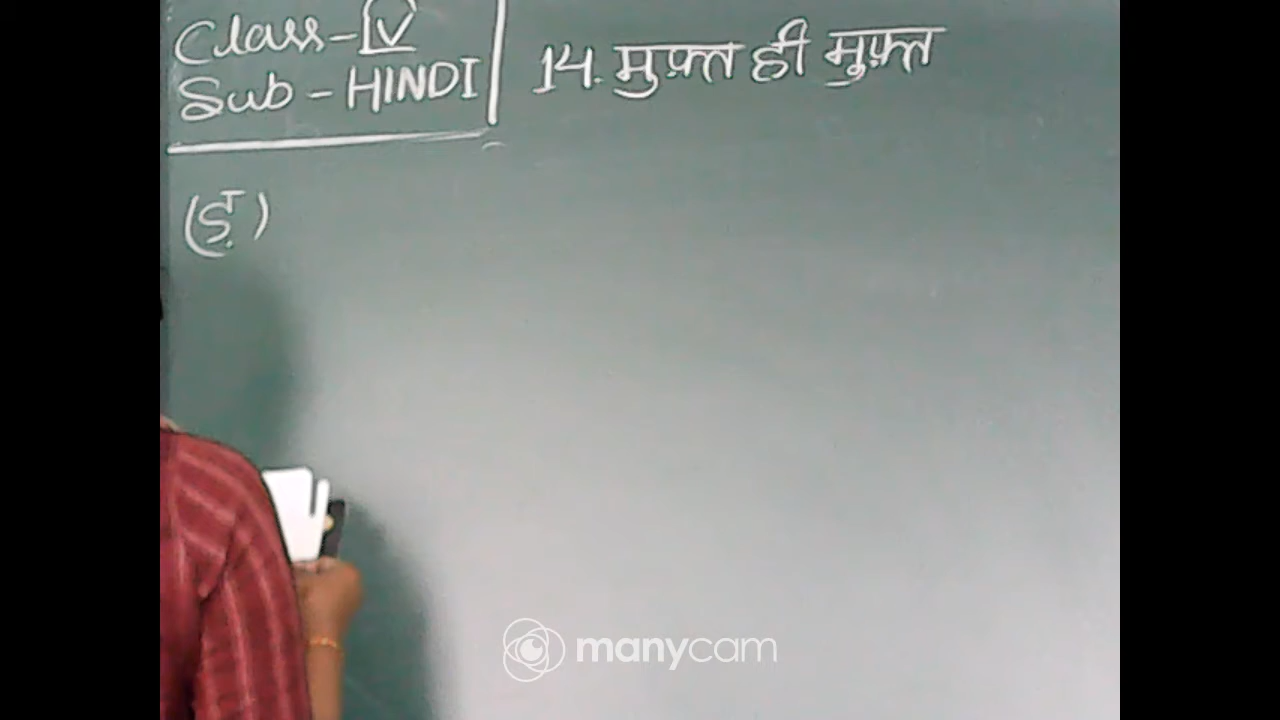 Class-IV
Sub-HINDI
14. मुफ़्त ही मुफ़्त
(ड़)
manycam